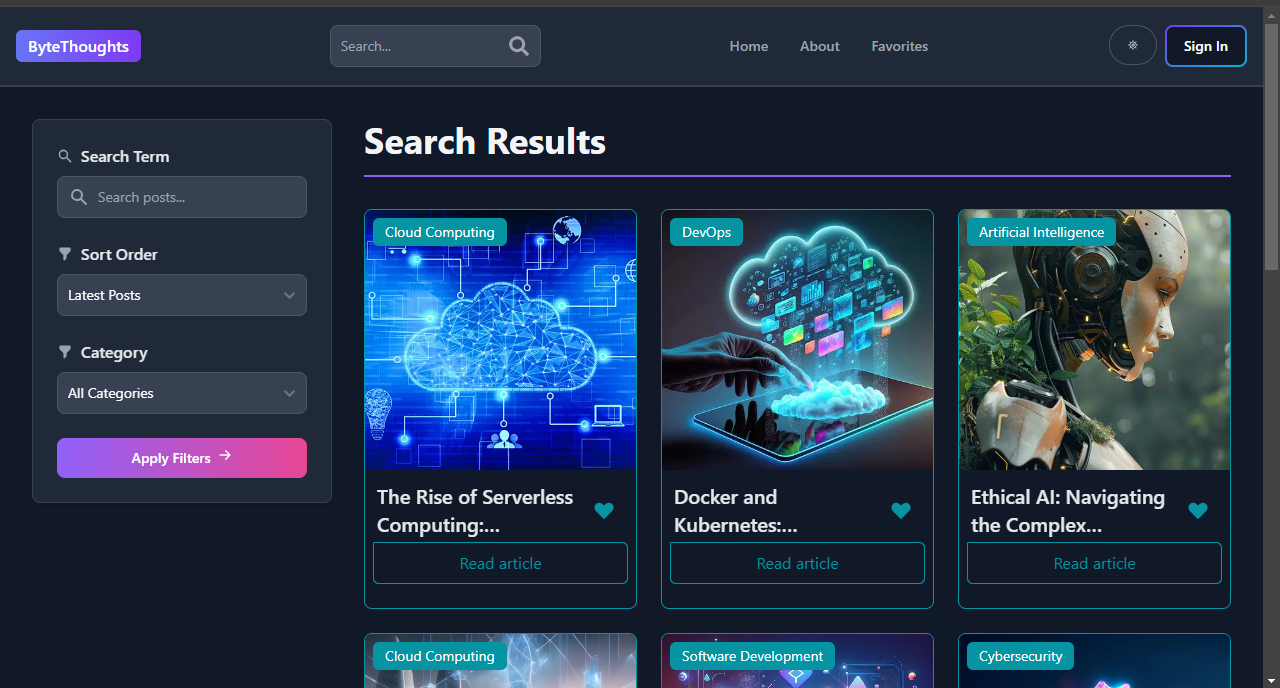 ByteThoughts
Search...
Home
About
Favorites
Sign In
Search Term
Search posts...
Sort Order
Latest Posts
Category
All Categories
Apply Filters
Search Results
Cloud Computing
The Rise of Serverless
Computing:...
Read article
DevOps
Docker and
Kubernetes:...
Read article
Artificial Intelligence
Ethical AI: Navigating
the Complex...
Read article
Cloud Computing
Software Development
Cybersecurity